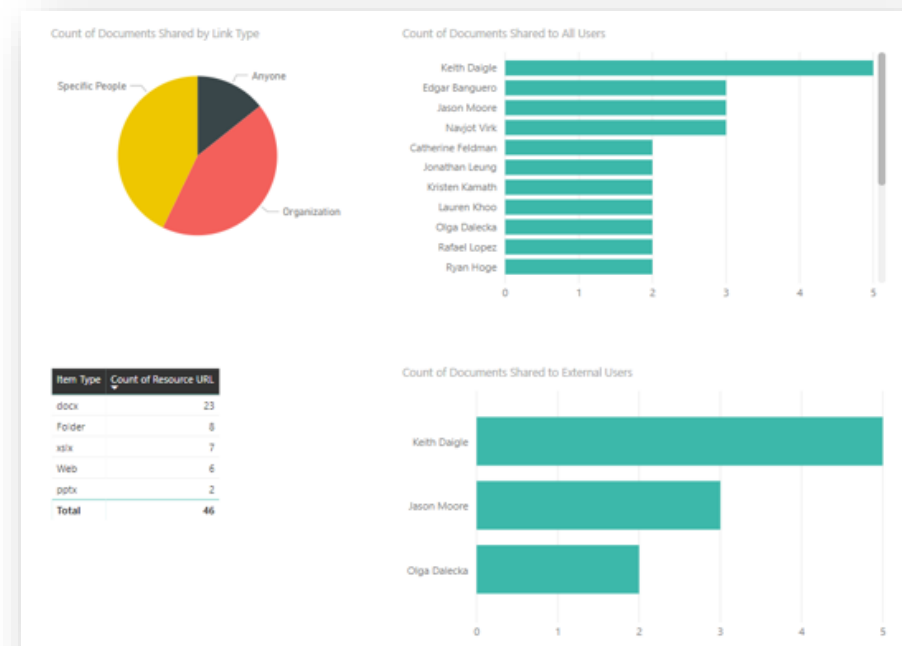 Count of Documents Shared by Link Type
Anyone
Specific People
Organization
Count of Documents Shared to All Users
Keith Daigle
Edgar Banguero
Jason Moore
Navjot Virk
Catherine Feldman
Jonathan Leung
Kristen Kamath
Lauren Khoo
Olga Dalecka
Rafael Lopez
Ryan Hoge
0 1 2 3 4 5
Item Type Count of Resource URL
docx 23
Folder 8
xslx 7
Web 6
pptx 2
Total 46
Count of Documents Shared to External Users
Keith Daigle
Jason Moore
Olga Dalecka
0 1 2 3 4 5